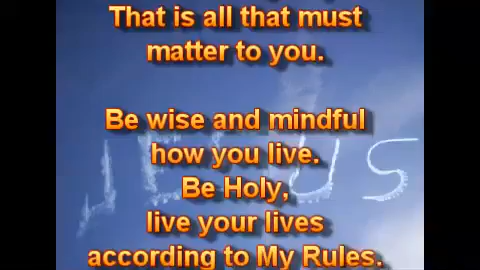 That is all that must
matter to you.
Be wise and mindful
how you live.
JESUS
Be Holy,
live your lives
according to My Rules.